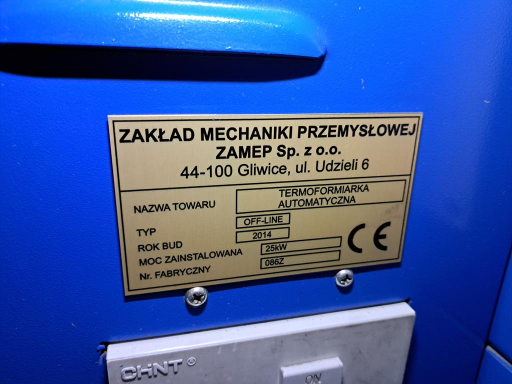 ZAKŁAD MECHANIKI PRZEMYSŁOWEJ
ZAMEP Sp. z o.o.
44-100 Gliwice, ul. Udzieli 6
NAZWA TOWARU TERMOFORMIARKA
AUTOMATYCZNA
TYP OFF-LINE
ROK BUD 2014
MOC ZAINSTALOWANA 25kW
Nr. FABRYCZNY 086Z
CE
CHNT®
ON